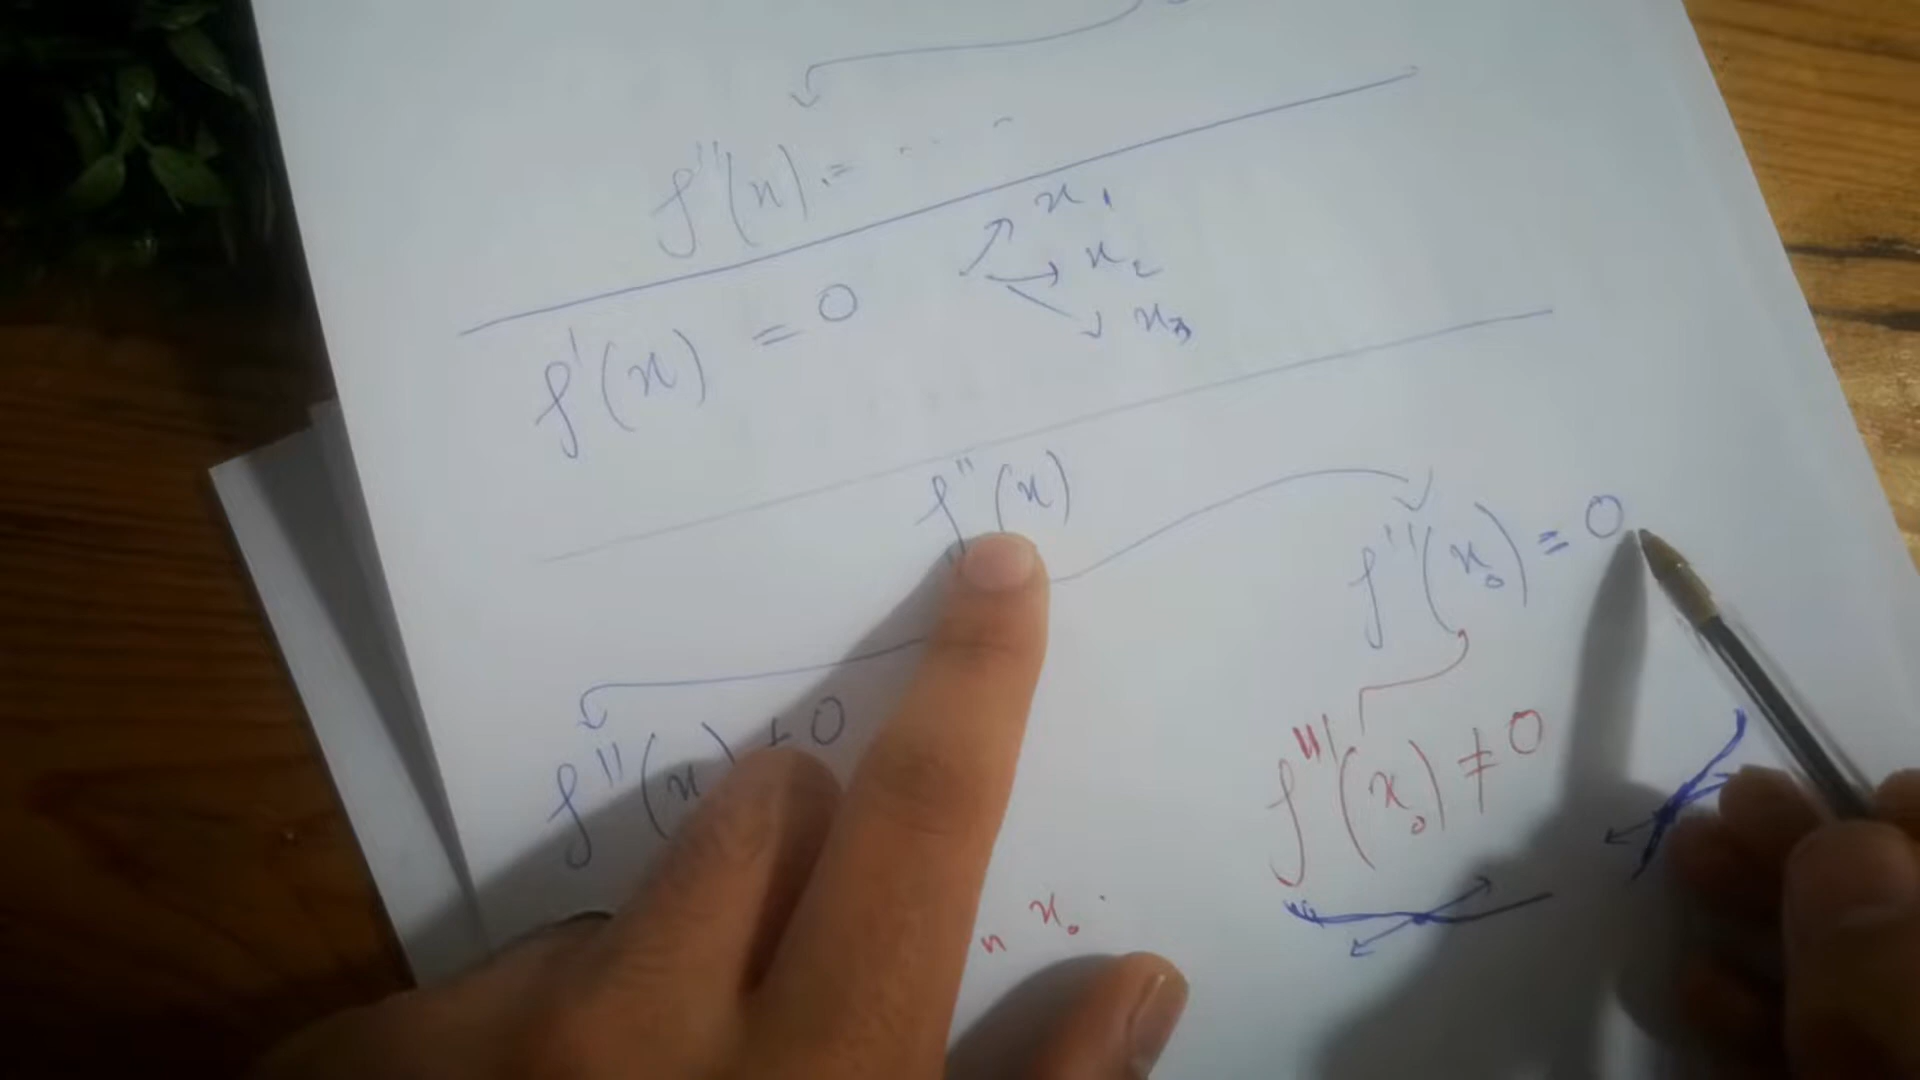 f''(x) = .....
f'(x) = 0
x₁
x₂
x₃
f''(x)
f''(x₀) = 0
f''(x) ≠ 0
f'''(x₀) ≠ 0
n x₀